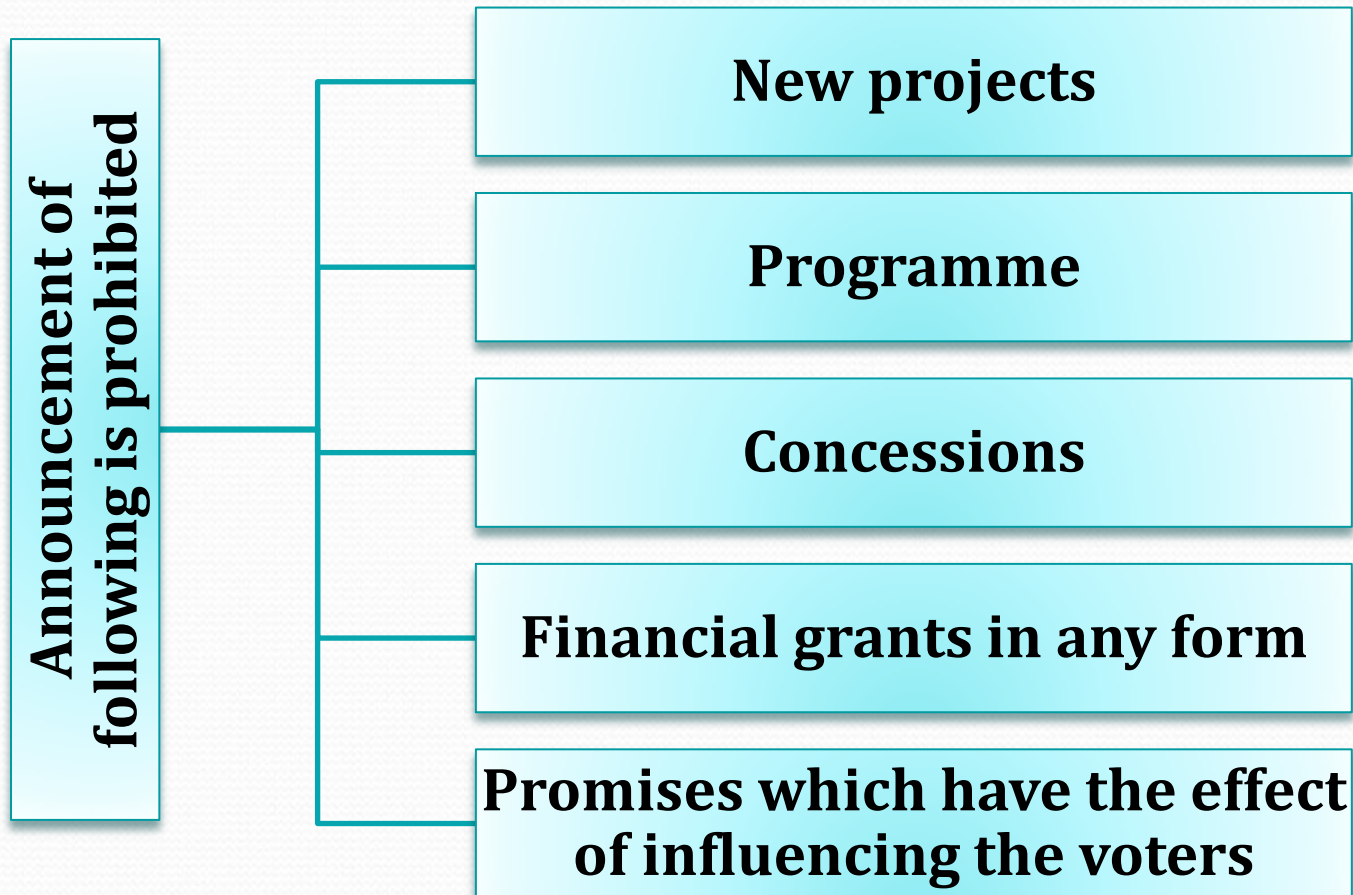 Announcement of
following is prohibited
New projects
Programme
Concessions
Financial grants in any form
Promises which have the effect
of influencing the voters